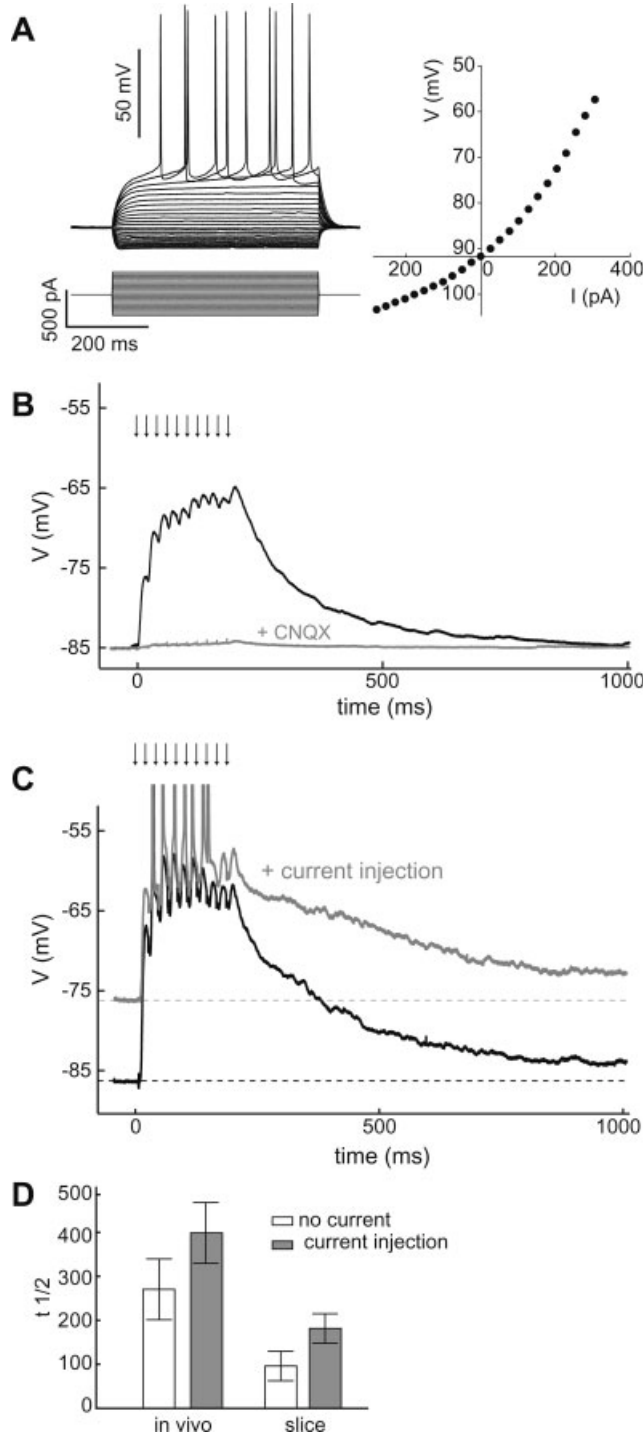 A
50 mV
500 pA
200 ms
V (mV)
50
60
70
80
92
100
200
0
200
400
I (pA)
B
-55
-65
-75
-85
V (mV)
+ CNQX
0
500
1000
time (ms)
C
-55
-65
-75
-85
V (mV)
+ current injection
0
500
1000
time (ms)
D
500
400
300
200
100
0
t 1/2
no current
current injection
in vivo
slice